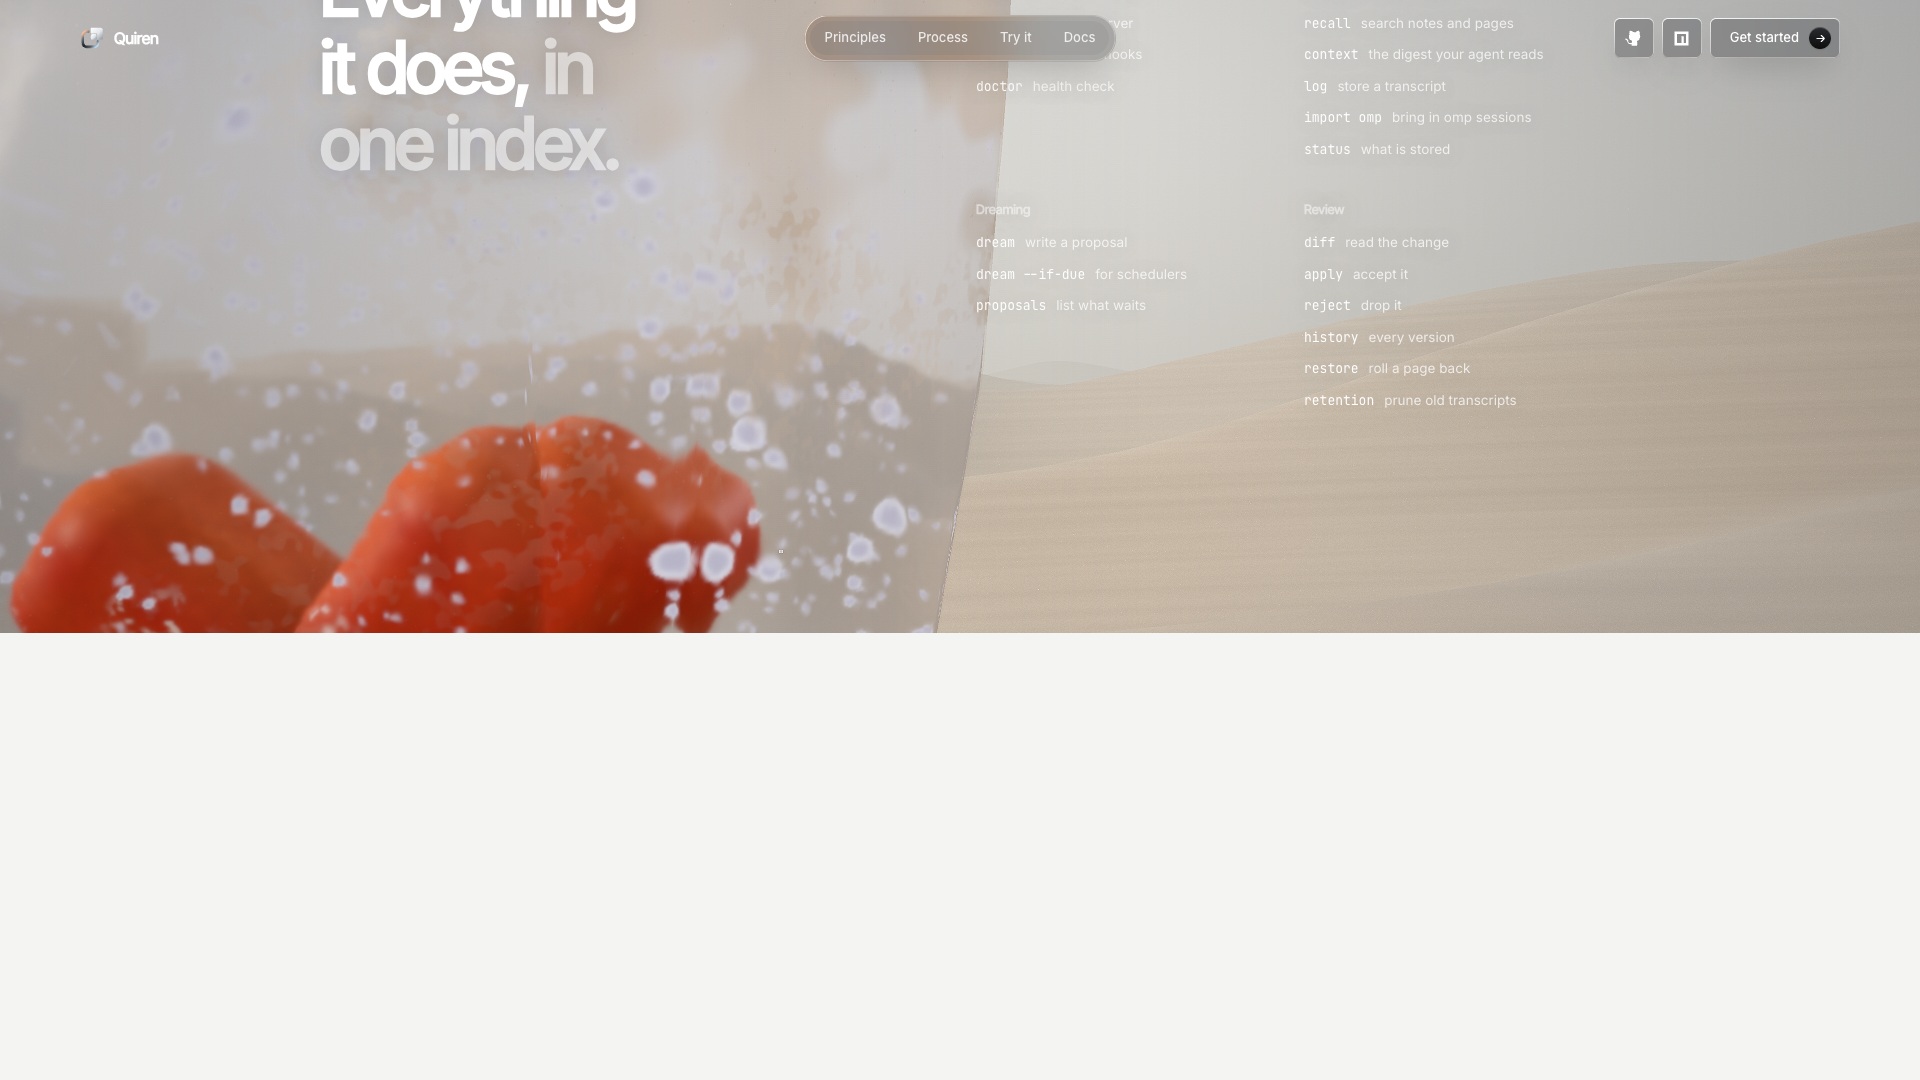 Quiren
Principles
Process
Try it
Docs
Get started
Everything
it does, in
one index.
doctor health check
recall search notes and pages
context the digest your agent reads
log store a transcript
import omp bring in omp sessions
status what is stored
Dreaming
dream write a proposal
dream --if-due for schedulers
proposals list what waits
Review
diff read the change
apply accept it
reject drop it
history every version
restore roll a page back
retention prune old transcripts